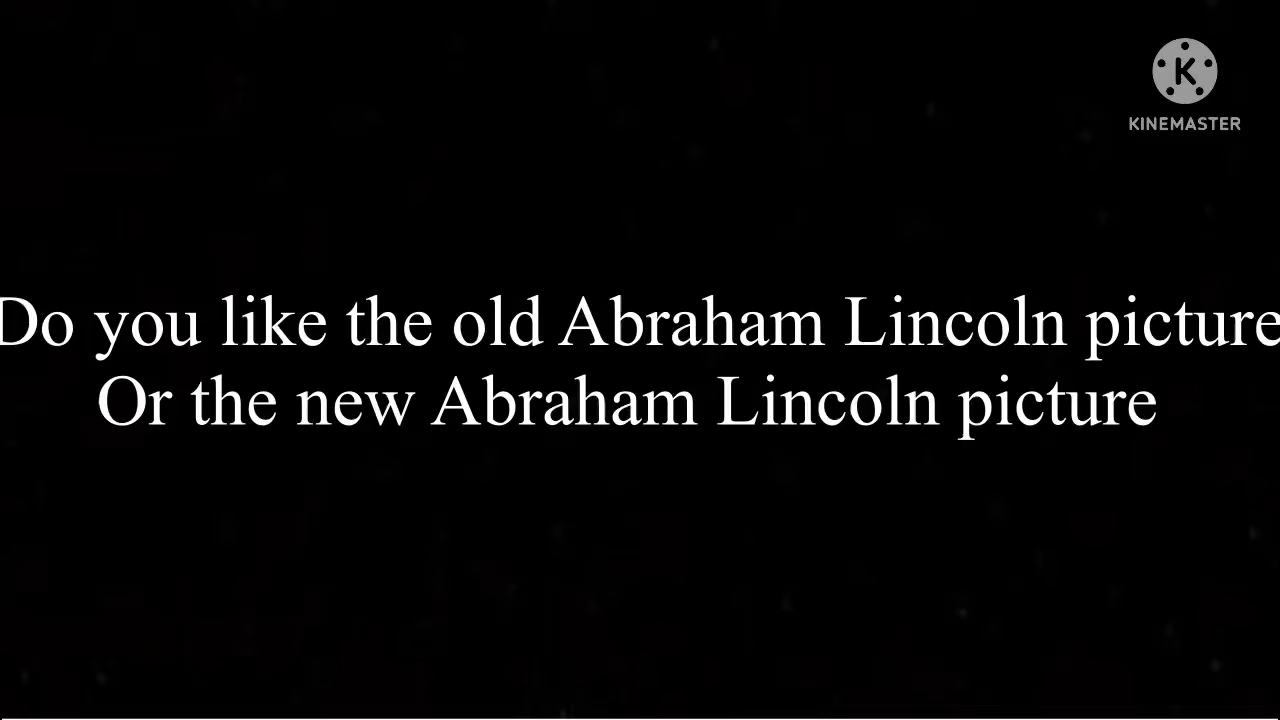 KINEMASTER
Do you like the old Abraham Lincoln picture
Or the new Abraham Lincoln picture